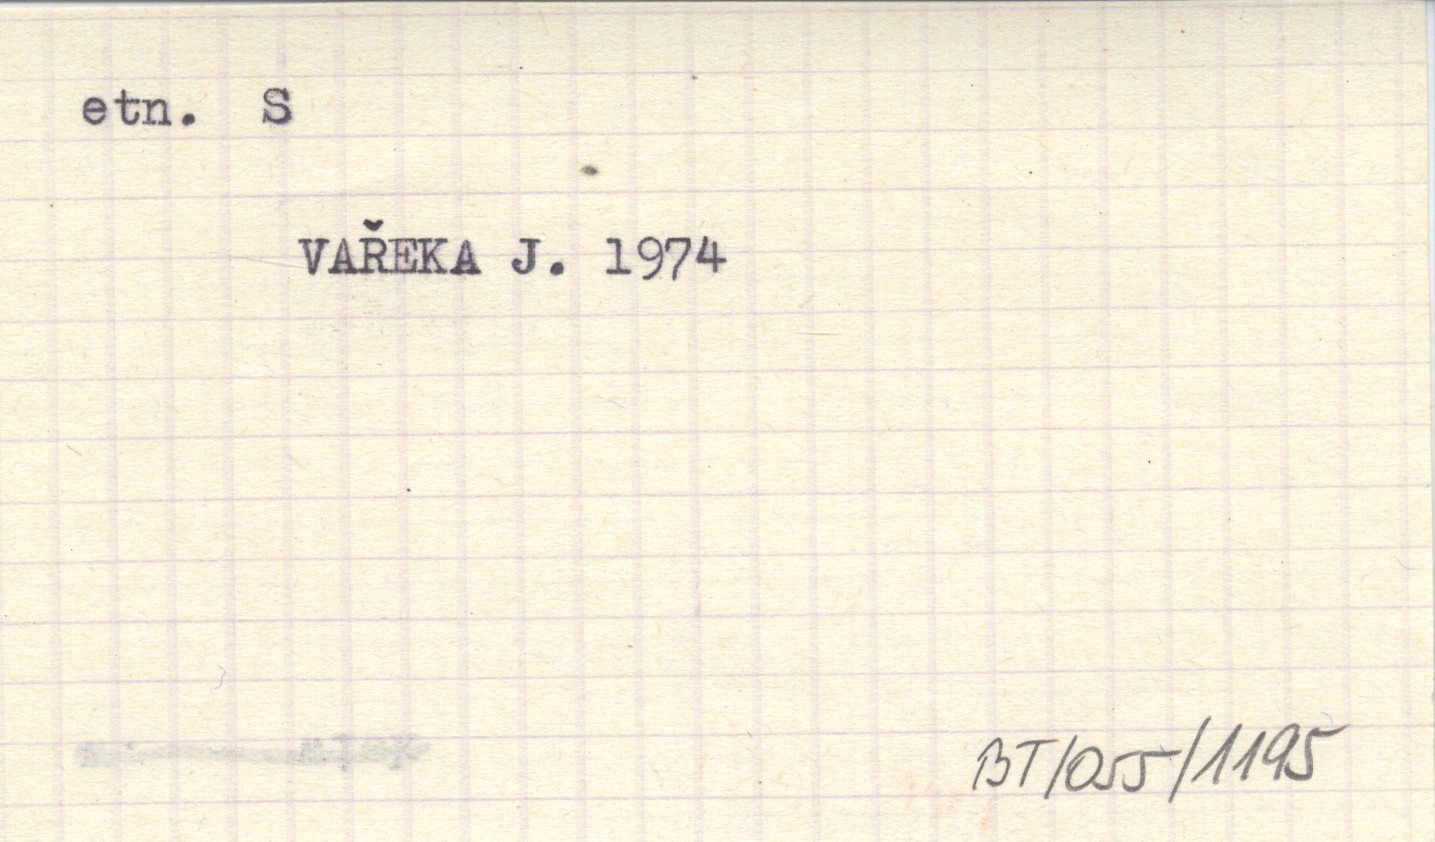 etn. S
VAŘEKA J. 1974
BT/055/1195